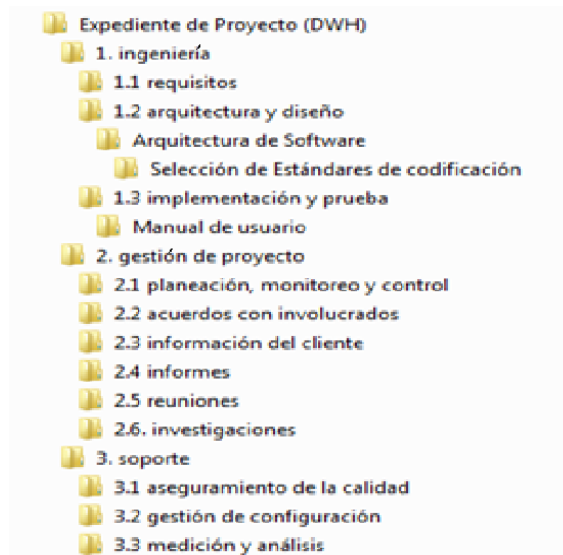 Expediente de Proyecto (DWH)
1. ingeniería
1.1 requisitos
1.2 arquitectura y diseño
Arquitectura de Software
Selección de Estándares de codificación
1.3 implementación y prueba
Manual de usuario
2. gestión de proyecto
2.1 planeación, monitoreo y control
2.2 acuerdos con involucrados
2.3 información del cliente
2.4 informes
2.5 reuniones
2.6. investigaciones
3. soporte
3.1 aseguramiento de la calidad
3.2 gestión de configuración
3.3 medición y análisis